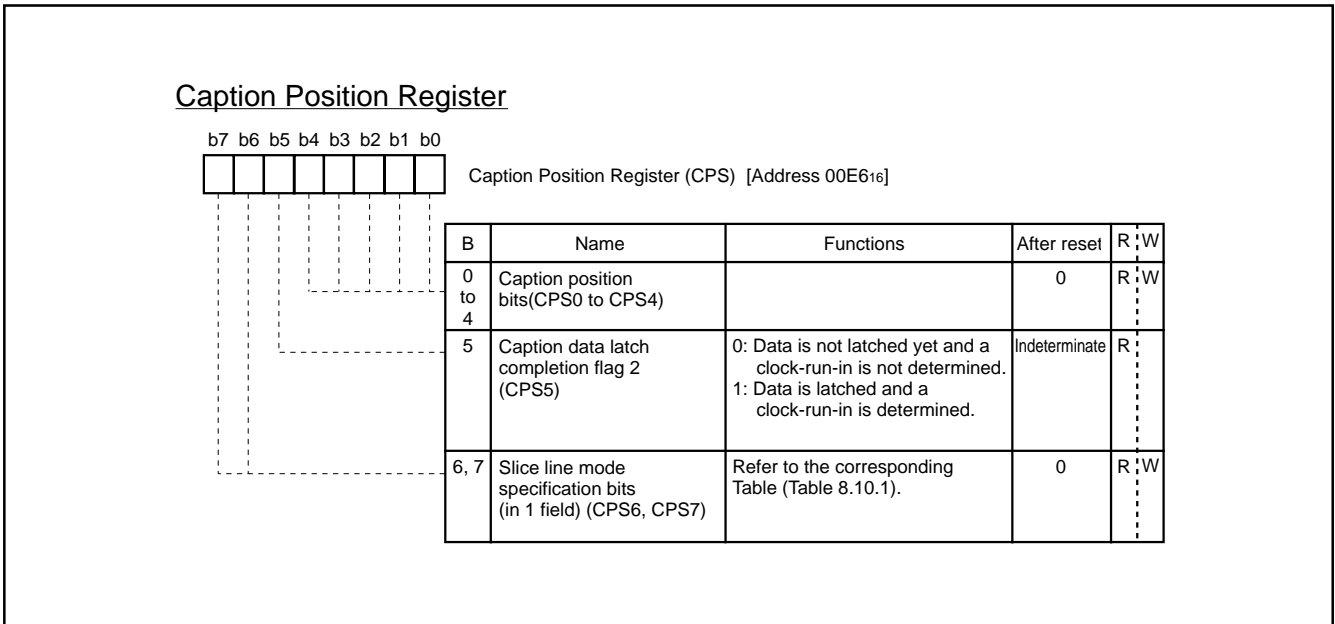 Caption Position Register
b7 b6 b5 b4 b3 b2 b1 b0
Caption Position Register (CPS) [Address 00E616]
B Name Functions After reset R W
0 to 4 Caption position bits(CPS0 to CPS4) 0 R W
5 Caption data latch completion flag 2 (CPS5) 0: Data is not latched yet and a clock-run-in is not determined. 1: Data is latched and a clock-run-in is determined. Indeterminate R
6, 7 Slice line mode specification bits (in 1 field) (CPS6, CPS7) Refer to the corresponding Table (Table 8.10.1). 0 R W